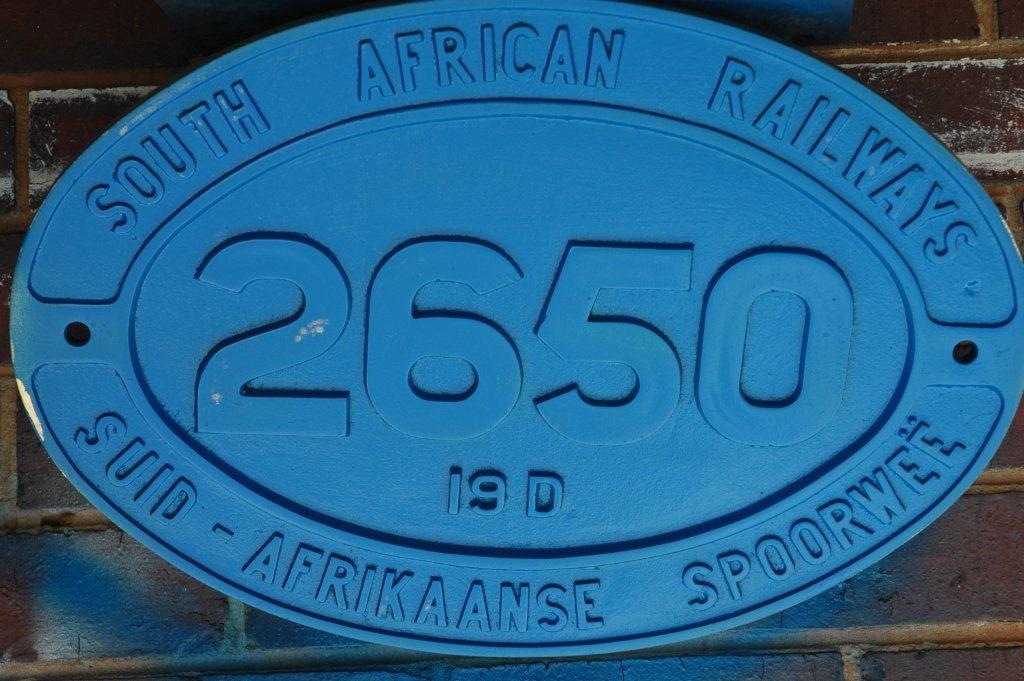 SOUTH AFRICAN RAILWAYS
2650
19 D
SUID - AFRIKAANSE SPOORWEË